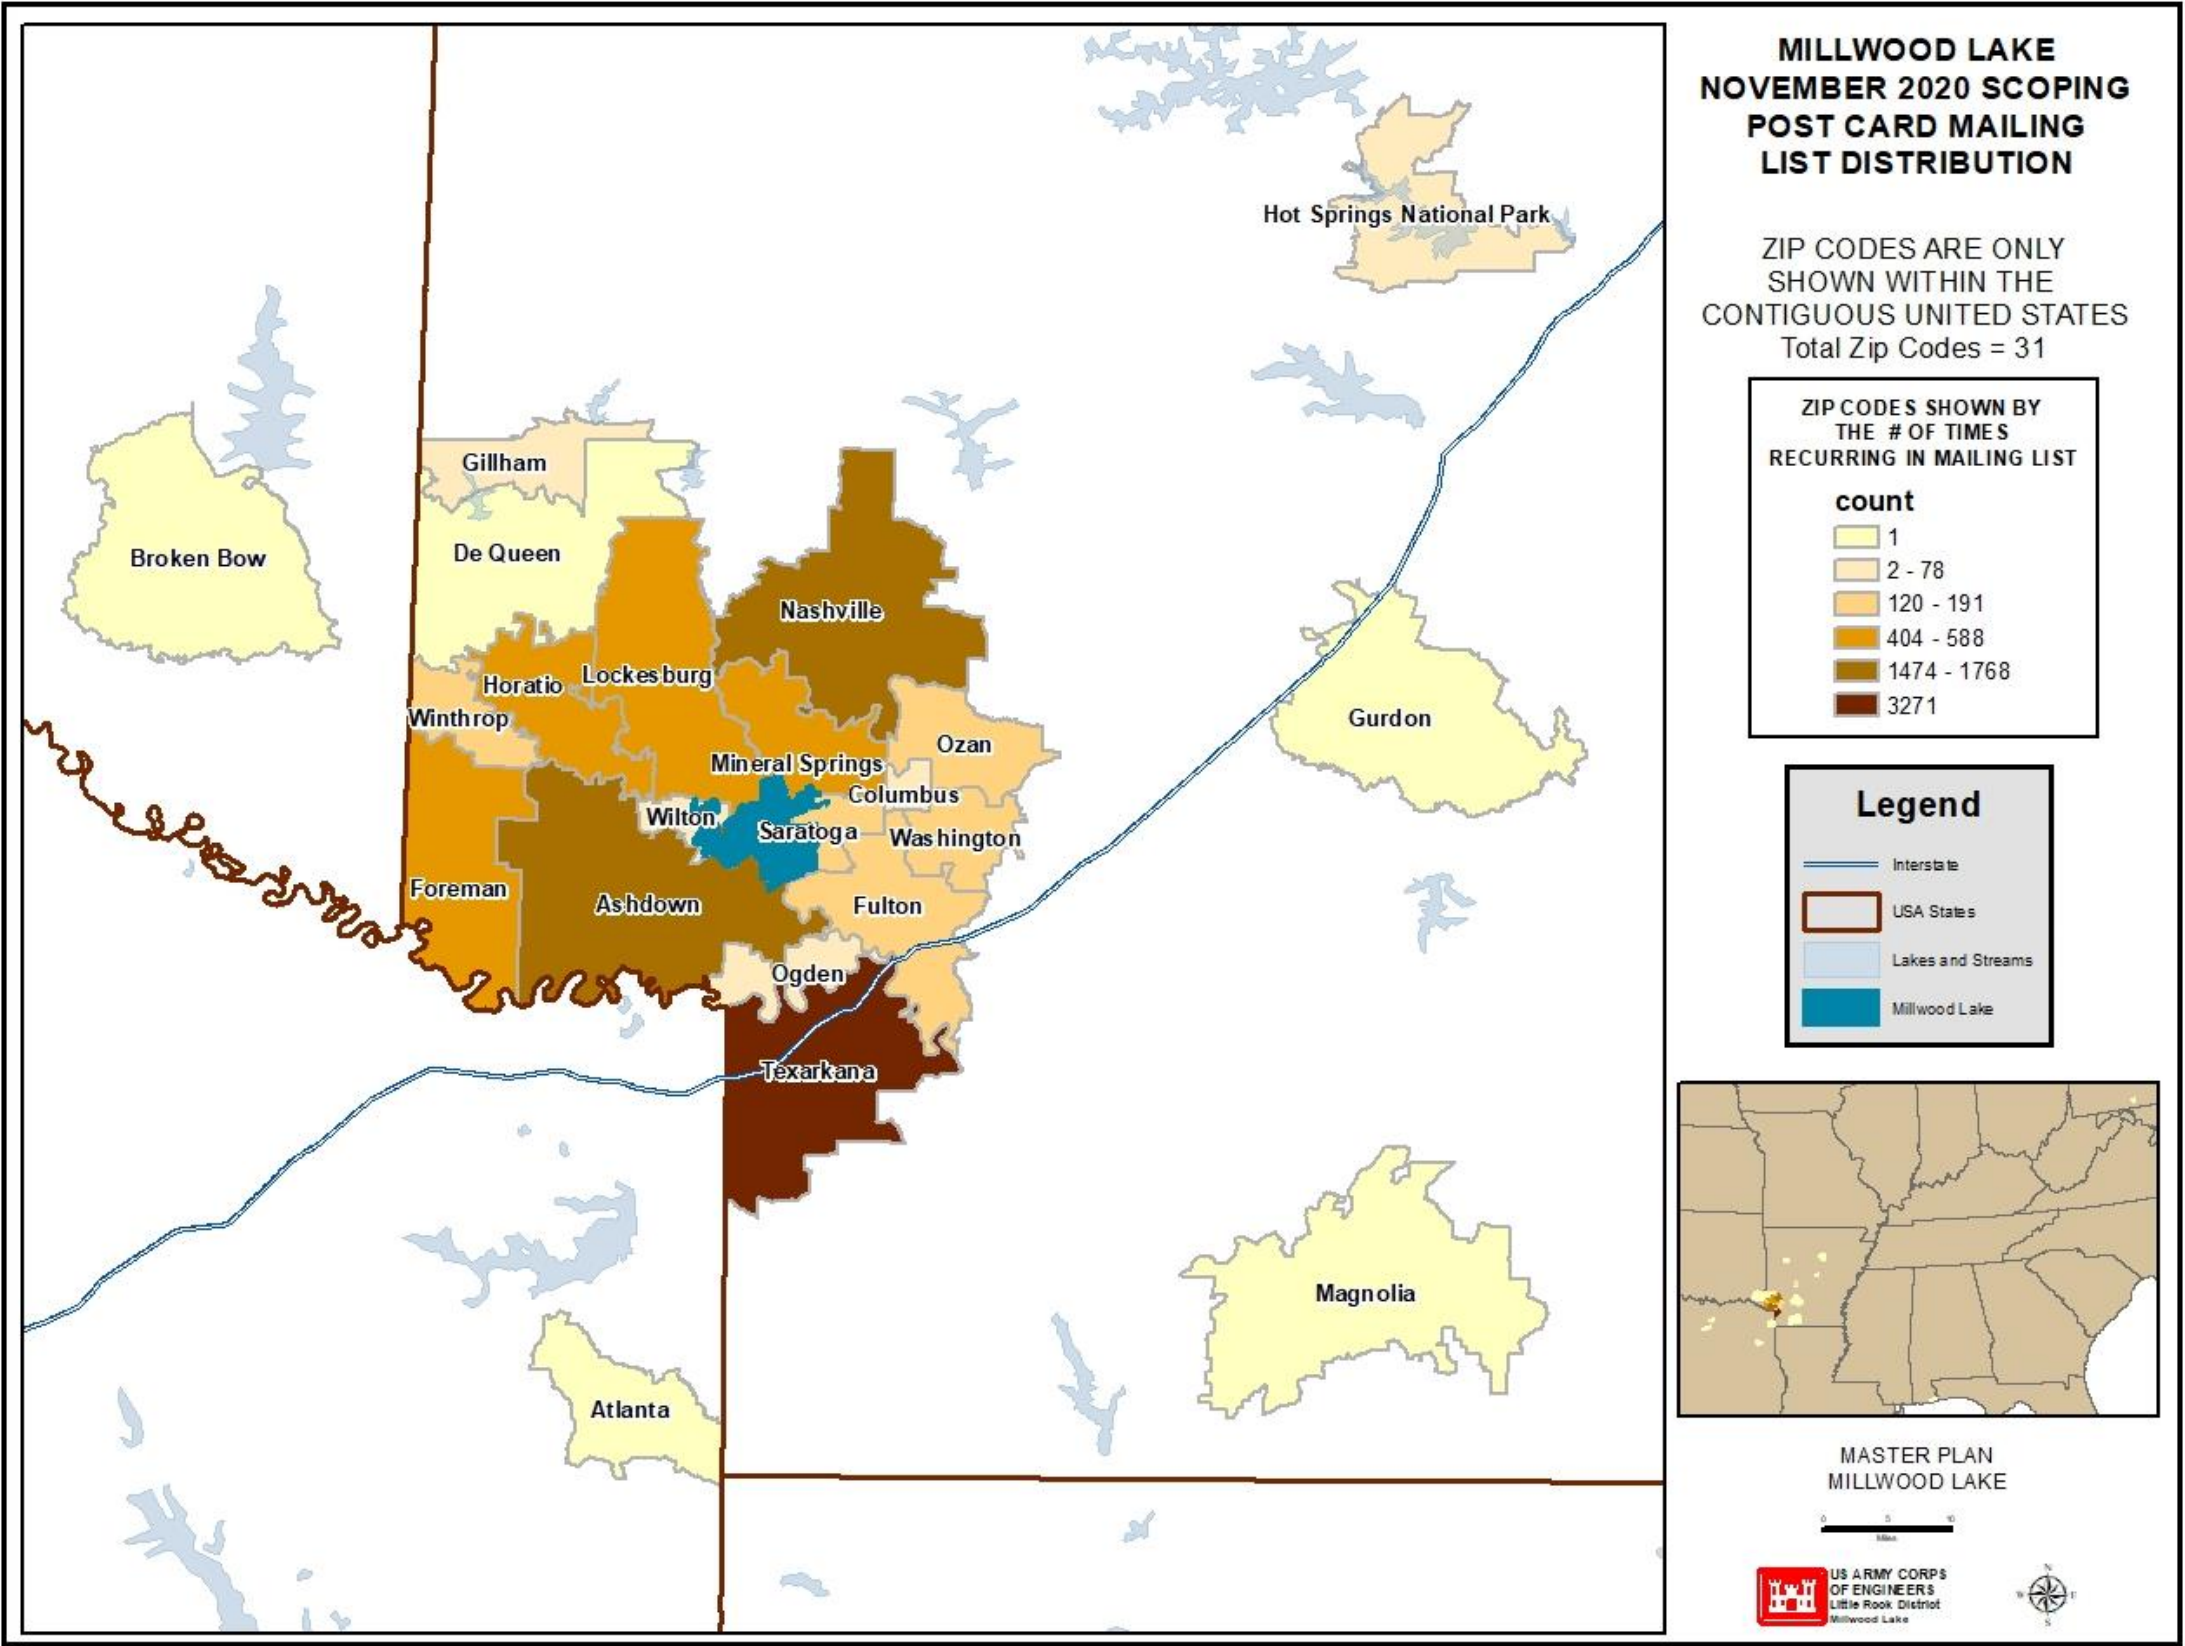 MILLWOOD LAKE
NOVEMBER 2020 SCOPING
POST CARD MAILING
LIST DISTRIBUTION
ZIP CODES ARE ONLY
SHOWN WITHIN THE
CONTIGUOUS UNITED STATES
Total Zip Codes = 31
ZIP CODES SHOWN BY
THE # OF TIMES
RECURRING IN MAILING LIST
count
1
2 - 78
120 - 191
404 - 588
1474 - 1768
3271
Legend
Interstate
USA States
Lakes and Streams
Millwood Lake
Hot Springs National Park
Gillham
Broken Bow
De Queen
Nashville
Lockesburg
Horatio
Winthrop
Gurdon
Ozan
Mineral Springs
Columbus
Wilton
Saratoga
Washington
Foreman
Ashdown
Fulton
Ogden
Texarkana
Magnolia
Atlanta
MASTER PLAN
MILLWOOD LAKE
0 5 10
Miles
US ARMY CORPS
OF ENGINEERS
Little Rock District
Millwood Lake
N
W E
S